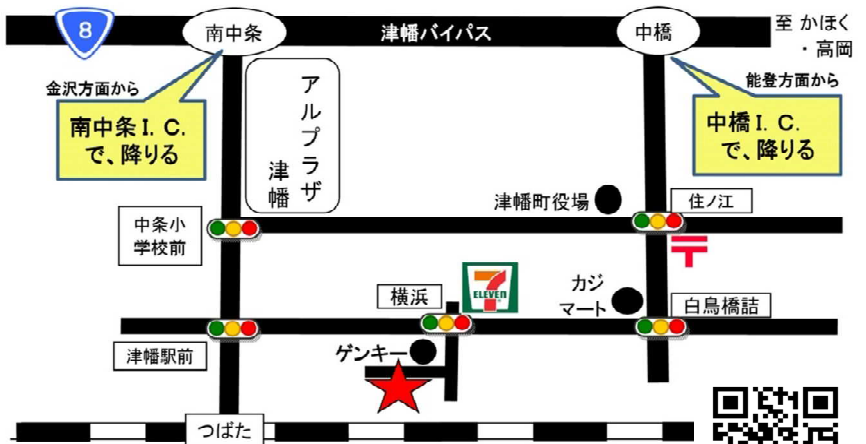 8
南中条
津幡バイパス
中橋
至 かほく
・高岡
金沢方面から
南中条 I. C.
で、降りる
アルプラザ
津幡
能登方面から
中橋 I. C.
で、降りる
津幡町役場
住ノ江
中条小
学校前
〒
横浜
7
ELEVEn
カジ
マート
白鳥橋詰
津幡駅前
ゲンキー
つばた